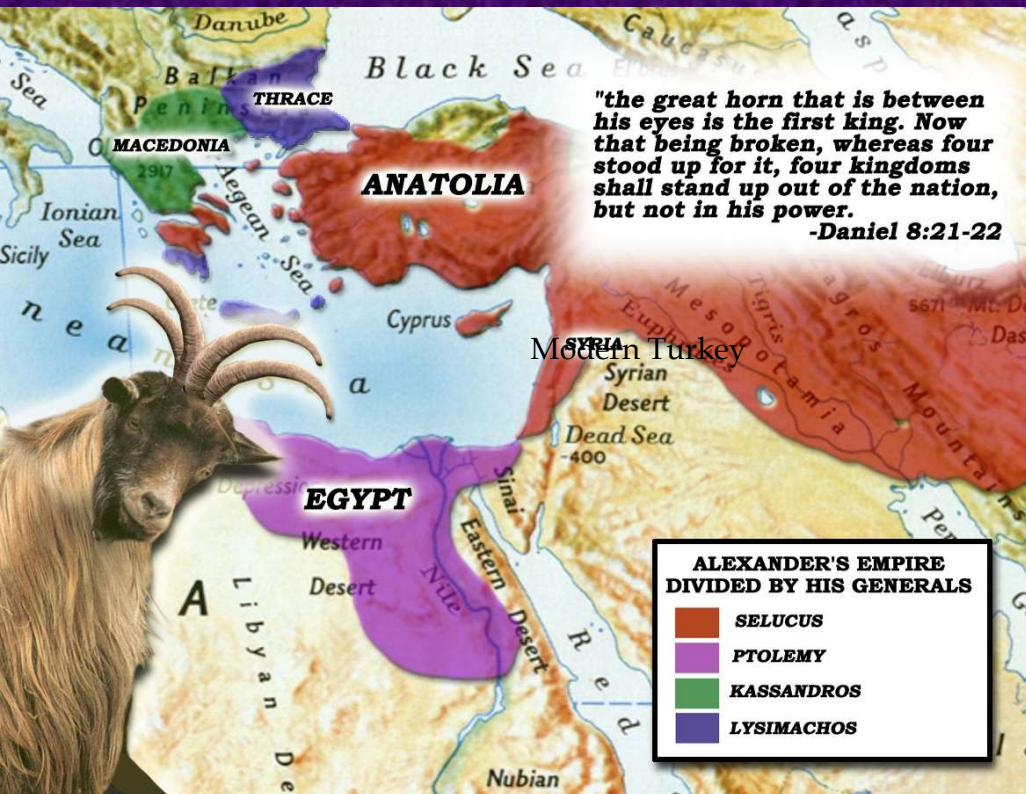 Danube
Caucasus
Sea
Black Sea
Balkan
THRACE
MACEDONIA
2917
"the great horn that is between
his eyes is the first king. Now
that being broken, whereas four
stood up for it, four kingdoms
shall stand up out of the nation,
but not in his power.
-Daniel 8:21-22
ANATOLIA
Aegean Sea
Ionian
Sea
Sicily
Cyprus
Mesopotamia
Euphrates
Tigris
Zagros
Mountains
5671
SYRIA
Modern Turkey
Syrian
Desert
Dead Sea
-400
Sinai
EGYPT
Western
Desert
Nile
Eastern Desert
A
Libyan De
Red
Nubian
ALEXANDER'S EMPIRE
DIVIDED BY HIS GENERALS
SELUCUS
PTOLEMY
KASSANDROS
LYSIMACHOS